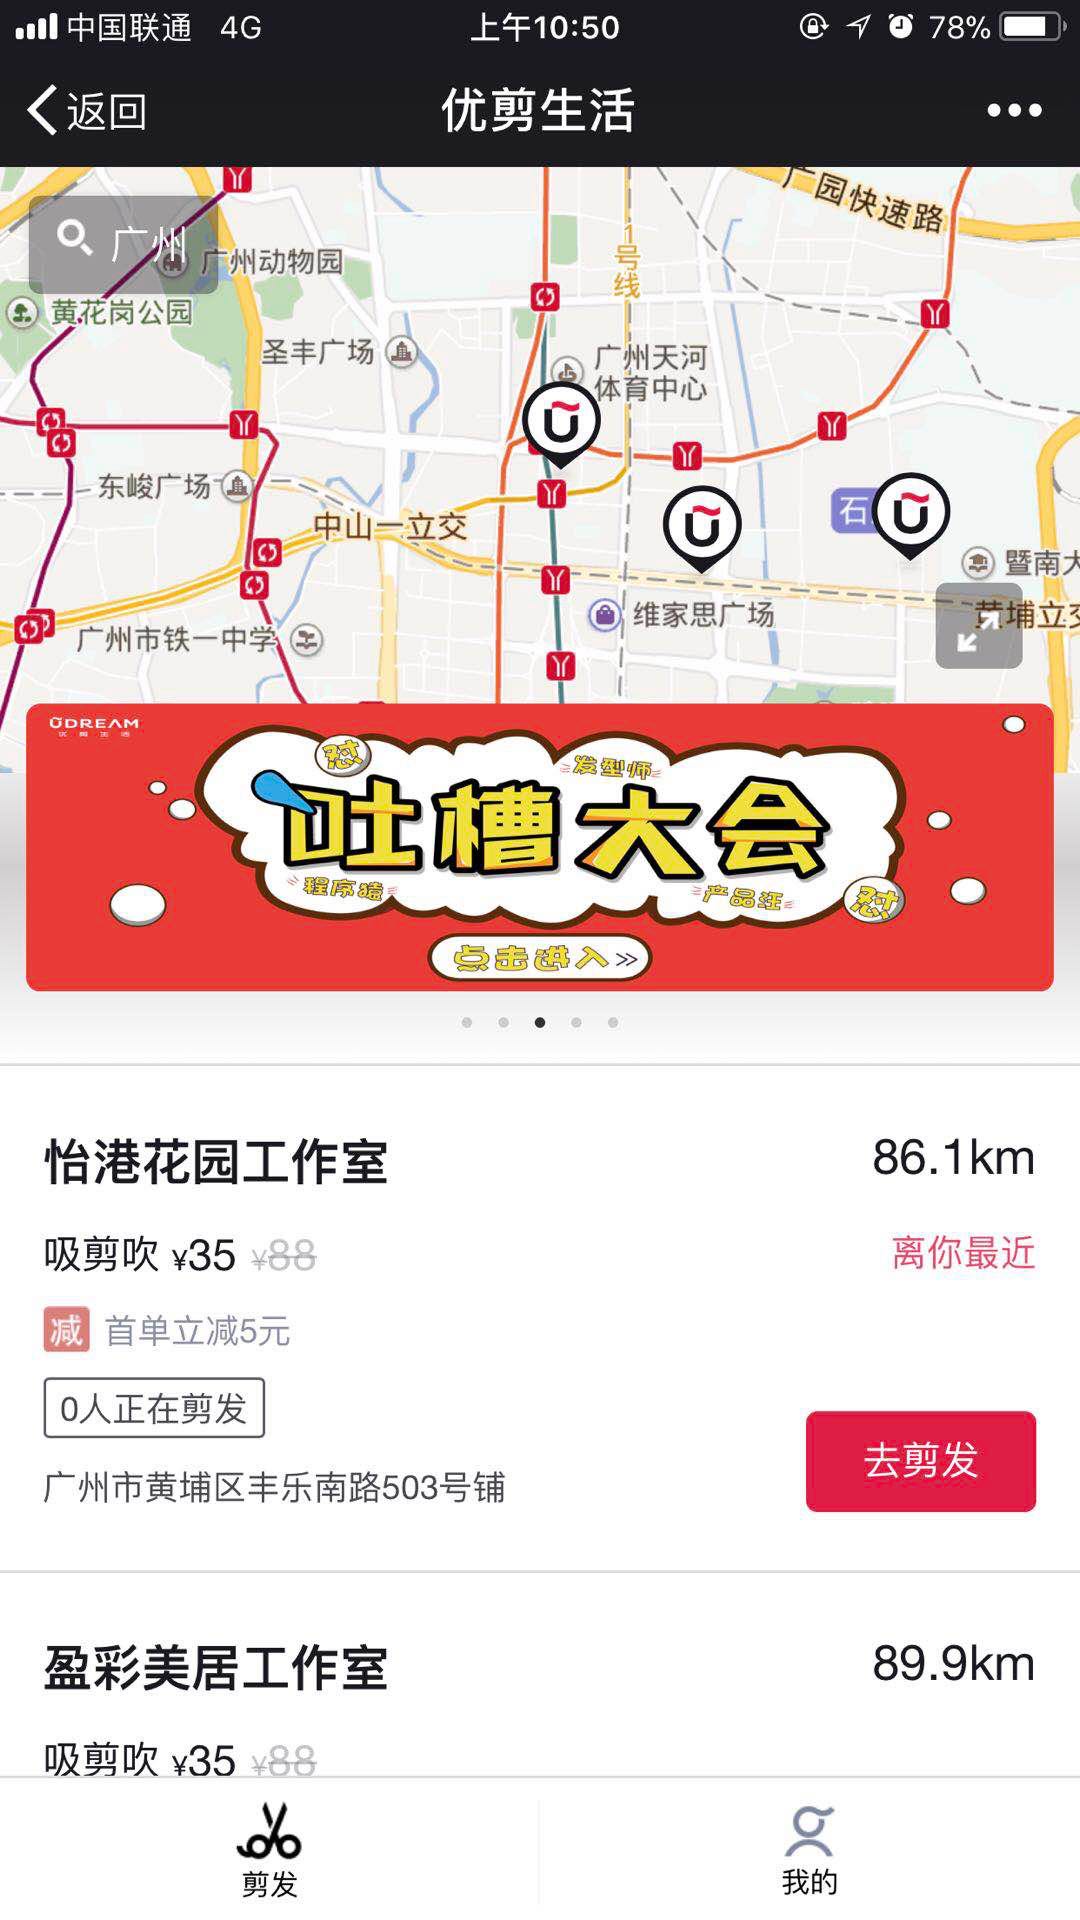 中国联通 4G 上午10:50 78%
返回 优剪生活
广园快速路
广州
广州动物园
1号线
黄花岗公园
圣丰广场
广州天河
体育中心
东峻广场
石
中山一立交
暨南大
维家思广场
黄埔立交
广州市铁一中学
ŪDREAM
优剪生活
怼
发型师
吐槽大会
程序猿
产品汪
怼
点击进入>>
怡港花园工作室 86.1km
吸剪吹 ¥35 ¥88 离你最近
减 首单立减5元
0人正在剪发
去剪发
广州市黄埔区丰乐南路503号铺
盈彩美居工作室 89.9km
吸剪吹 ¥35 ¥88
剪发 我的